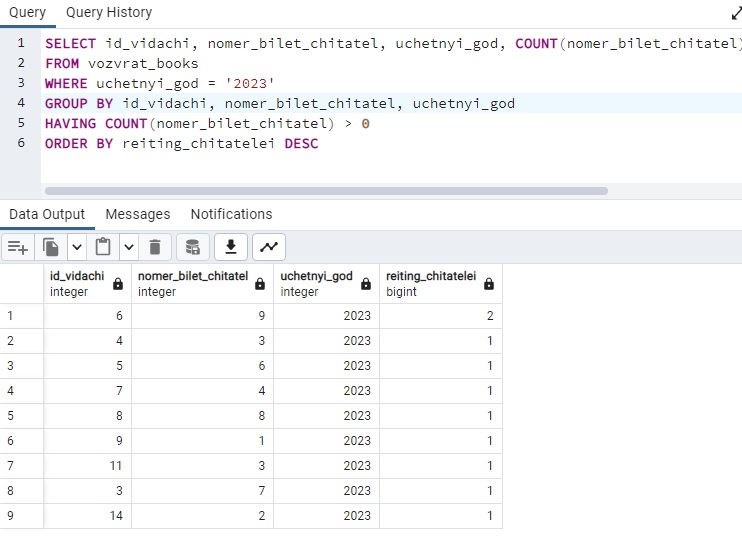 Query Query History
1 SELECT id_vidachi, nomer_bilet_chitatel, uchetnyi_god, COUNT(nomer_bilet_chitatel)
2 FROM vozvrat_books
3 WHERE uchetnyi_god = '2023'
4 GROUP BY id_vidachi, nomer_bilet_chitatel, uchetnyi_god
5 HAVING COUNT(nomer_bilet_chitatel) > 0
6 ORDER BY reiting_chitatelei DESC
Data Output Messages Notifications
id_vidachi nomer_bilet_chitatel uchetnyi_god reiting_chitatelei
integer integer integer bigint
1 6 9 2023 2
2 4 3 2023 1
3 5 6 2023 1
4 7 4 2023 1
5 8 8 2023 1
6 9 1 2023 1
7 11 3 2023 1
8 3 7 2023 1
9 14 2 2023 1